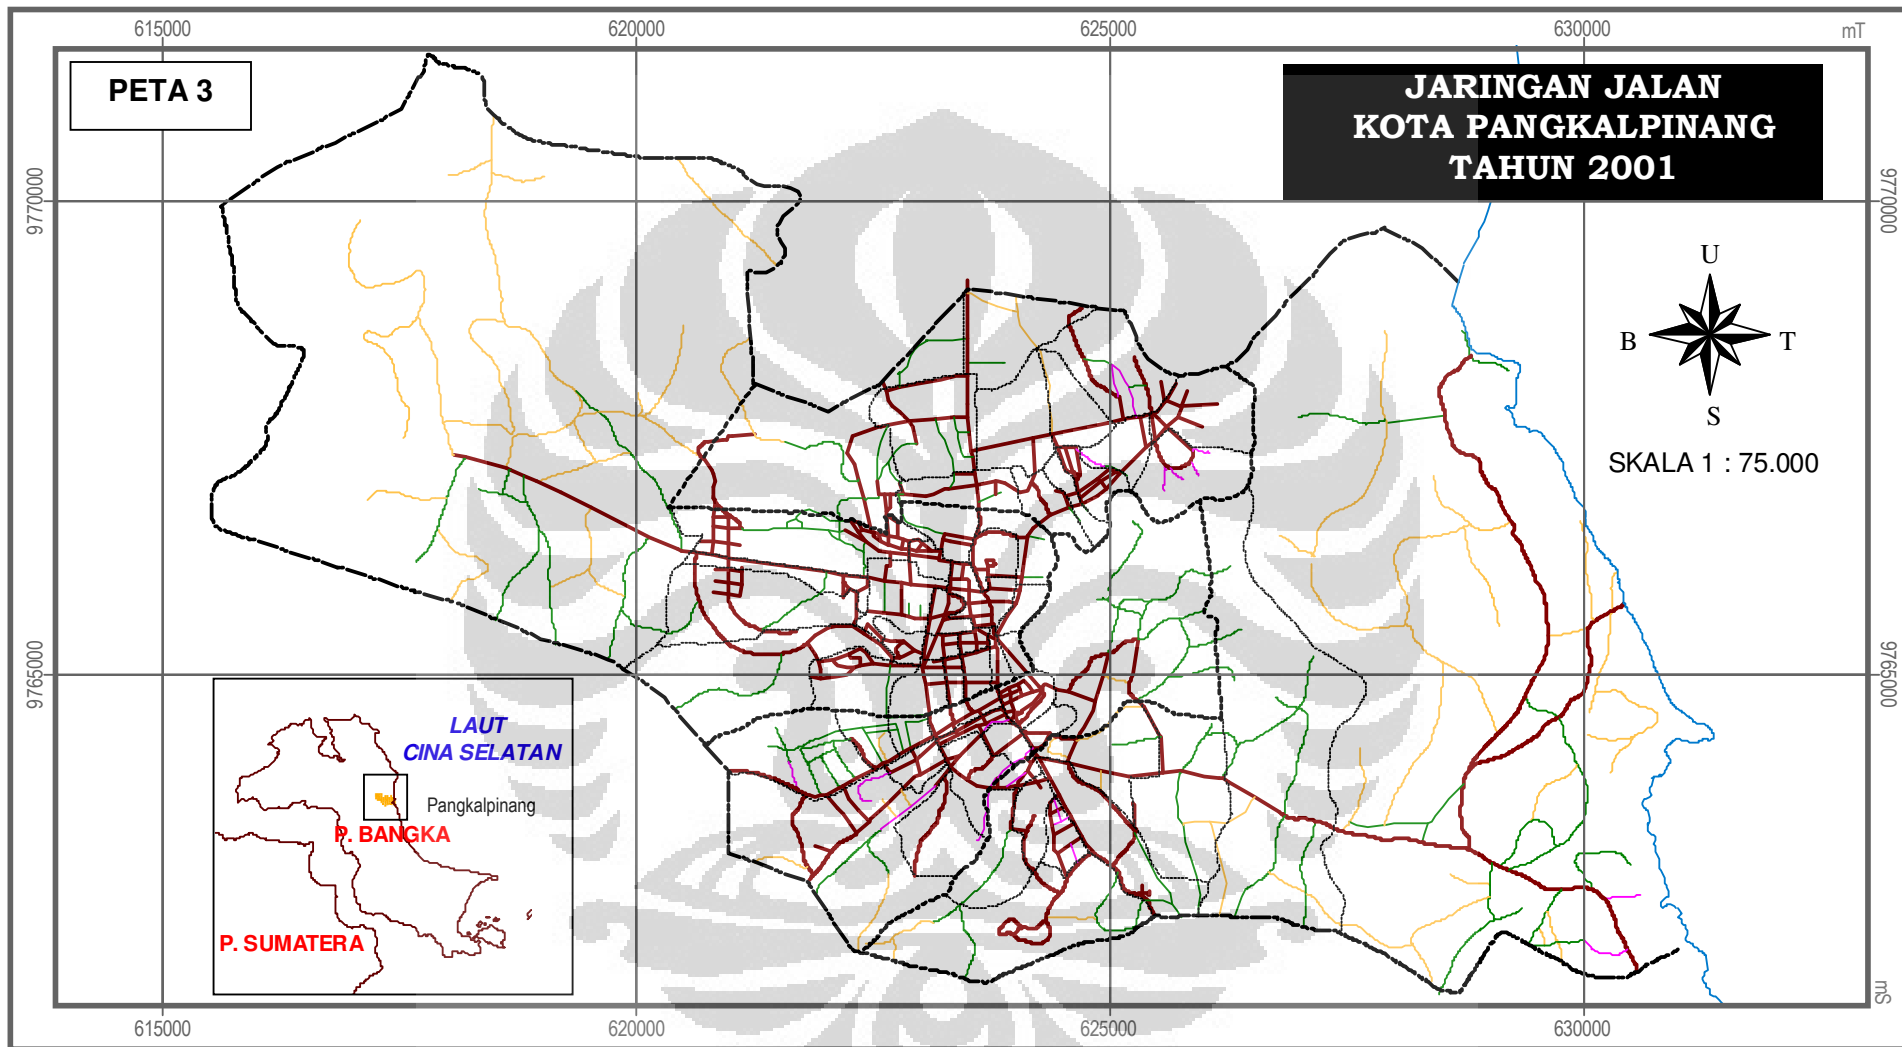 615000 620000 625000 630000 mT
PETA 3
JARINGAN JALAN
KOTA PANGKALPINANG
TAHUN 2001
9770000 9770000
U
B T
S
SKALA 1 : 75.000
9765000 9765000
LAUT
CINA SELATAN
Pangkalpinang
P. BANGKA
P. SUMATERA
mS
615000 620000 625000 630000